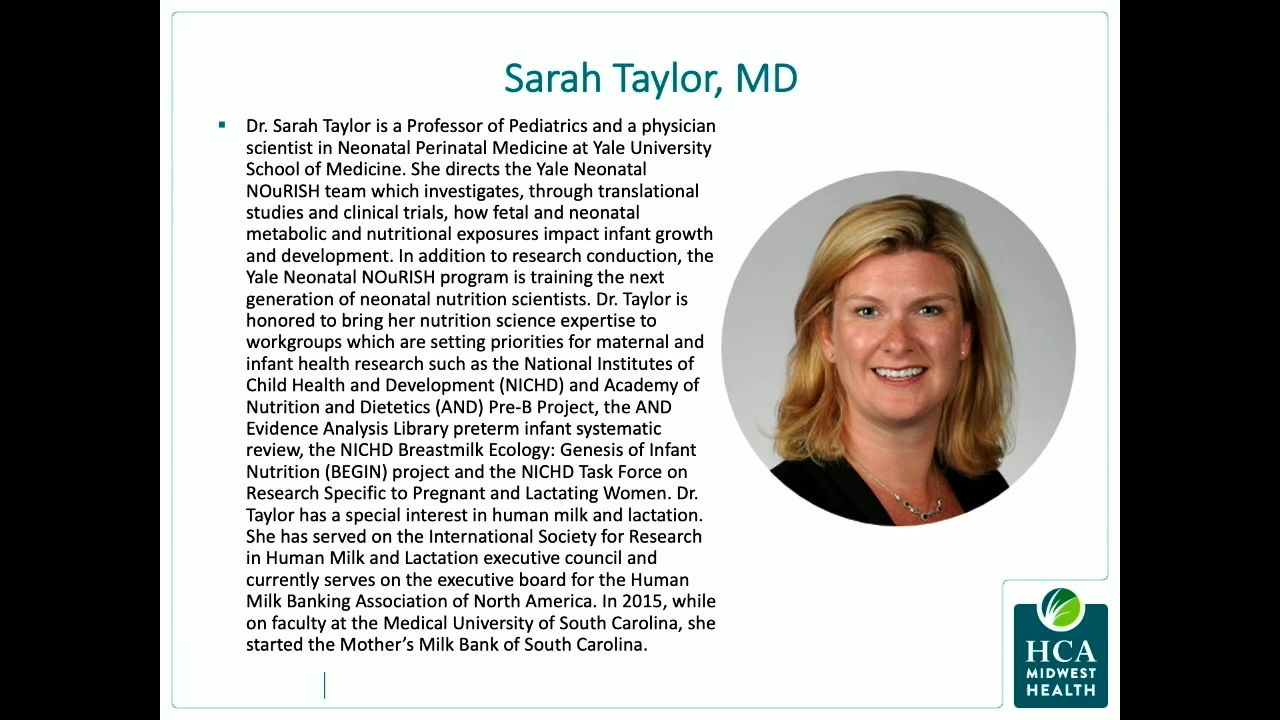 Sarah Taylor, MD
Dr. Sarah Taylor is a Professor of Pediatrics and a physician
scientist in Neonatal Perinatal Medicine at Yale University
School of Medicine. She directs the Yale Neonatal
NOuRISH team which investigates, through translational
studies and clinical trials, how fetal and neonatal
metabolic and nutritional exposures impact infant growth
and development. In addition to research conduction, the
Yale Neonatal NOuRISH program is training the next
generation of neonatal nutrition scientists. Dr. Taylor is
honored to bring her nutrition science expertise to
workgroups which are setting priorities for maternal and
infant health research such as the National Institutes of
Child Health and Development (NICHD) and Academy of
Nutrition and Dietetics (AND) Pre-B Project, the AND
Evidence Analysis Library preterm infant systematic
review, the NICHD Breastmilk Ecology: Genesis of Infant
Nutrition (BEGIN) project and the NICHD Task Force on
Research Specific to Pregnant and Lactating Women. Dr.
Taylor has a special interest in human milk and lactation.
She has served on the International Society for Research
in Human Milk and Lactation executive council and
currently serves on the executive board for the Human
Milk Banking Association of North America. In 2015, while
on faculty at the Medical University of South Carolina, she
started the Mother’s Milk Bank of South Carolina.
HCA
MIDWEST
HEALTH